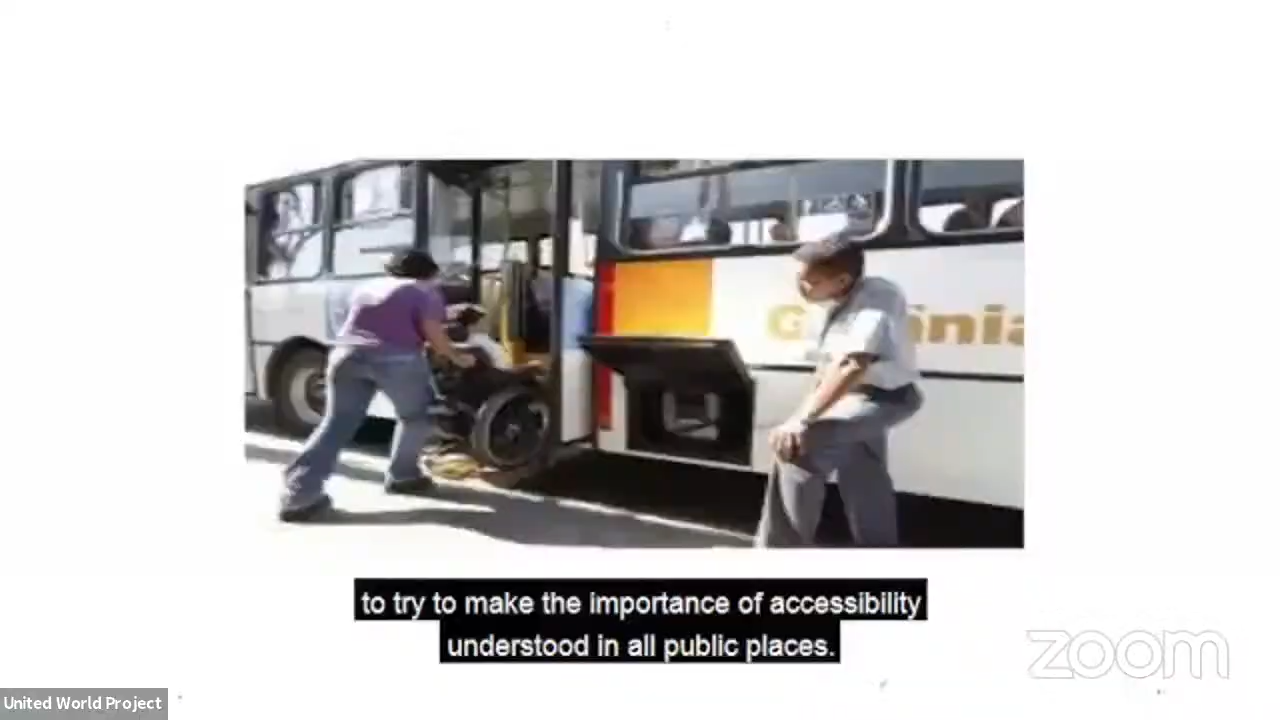 to try to make the importance of accessibility
understood in all public places.
zoom
United World Project